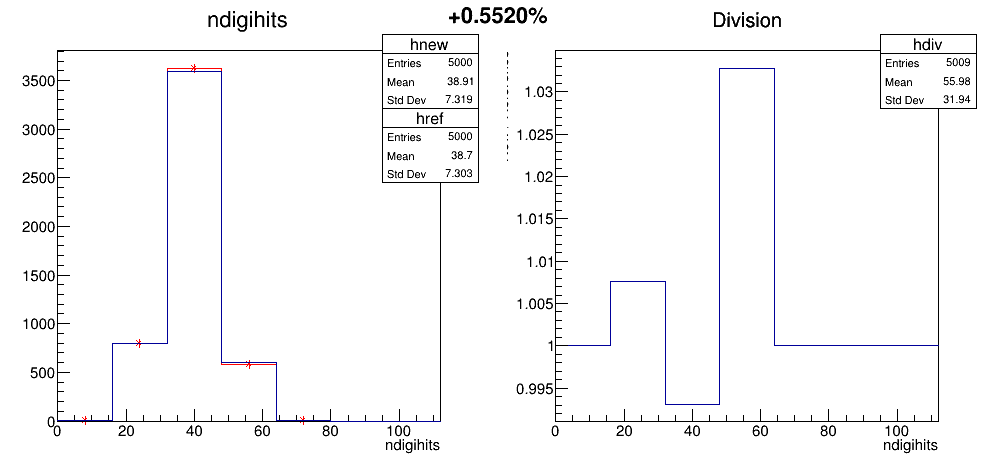 +0.5520%
ndigihits
hnew
Entries 5000
Mean 38.91
Std Dev 7.319
href
Entries 5000
Mean 38.7
Std Dev 7.303
3500
3000
2500
2000
1500
1000
500
0
0 20 40 60 80 100
ndigihits
Division
hdiv
Entries 5009
Mean 55.98
Std Dev 31.94
1.03
1.025
1.02
1.015
1.01
1.005
1
0.995
0 20 40 60 80 100
ndigihits